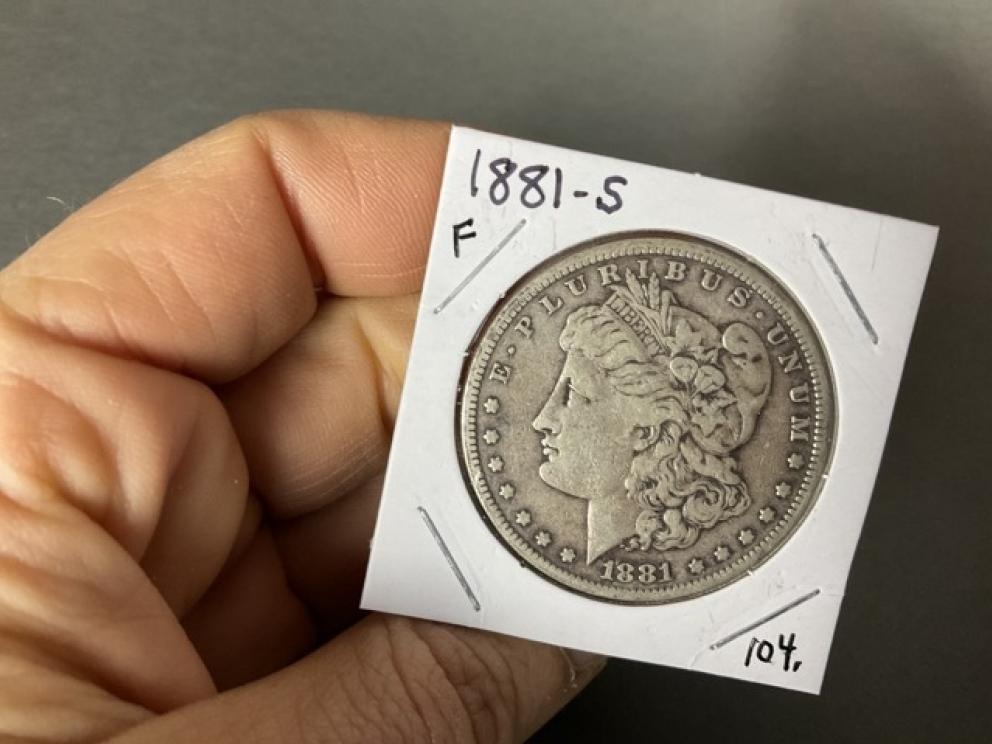 1881-S
F
E·PLURIBUS·UNUM
LIBERTY
1881
104.